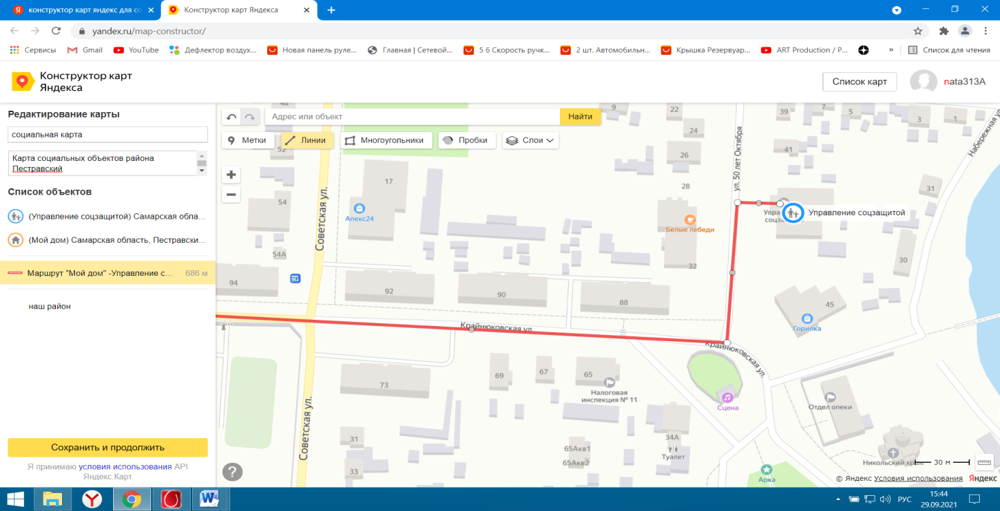 конструктор карт яндекс для со
Конструктор карт Яндекса
yandex.ru/map-constructor/
Сервисы
Gmail
YouTube
Дефлектор воздух...
Новая панель руле...
Главная | Сетевой...
5 6 Скорость ручк...
2 шт. Автомобильн...
Крышка Резервуар...
ART Production / P...
»
Список для чтения
Конструктор карт
Яндекса
Список карт
nata313A
Редактирование карты
социальная карта
Карта социальных объектов района
Пестравский
Список объектов
(Управление соцзащитой) Самарская обла...
(Мой дом) Самарская область, Пестравски...
Маршрут "Мой дом" -Управление с... 686 м
наш район
Сохранить и продолжить
Я принимаю условия использования API
Яндекс.Карт
Адрес или объект
Найти
Метки
Линии
Многоугольники
Пробки
Слои
52
9
22
24
26
28
39
7
5
3
1
41
31
30
17
54
54А
94
92
90
88
32
45
73
69
67
65
31
33
34А
65Акв1
65Акв2
Советская ул.
Советская ул.
ул. 50 лет Октября
Набережная ул.
Крайнюковская ул.
Крайнюковская ул.
Апекс24
Белые лебеди
Упра
соцза
Управление соцзащитой
Горилка
Налоговая
инспекция № 11
Сцена
Отдел опеки
Туалет
Арка
Никольский хра
30 м
© Яндекс Условия использования Яндекс
?
РУС
15:44
29.09.2021